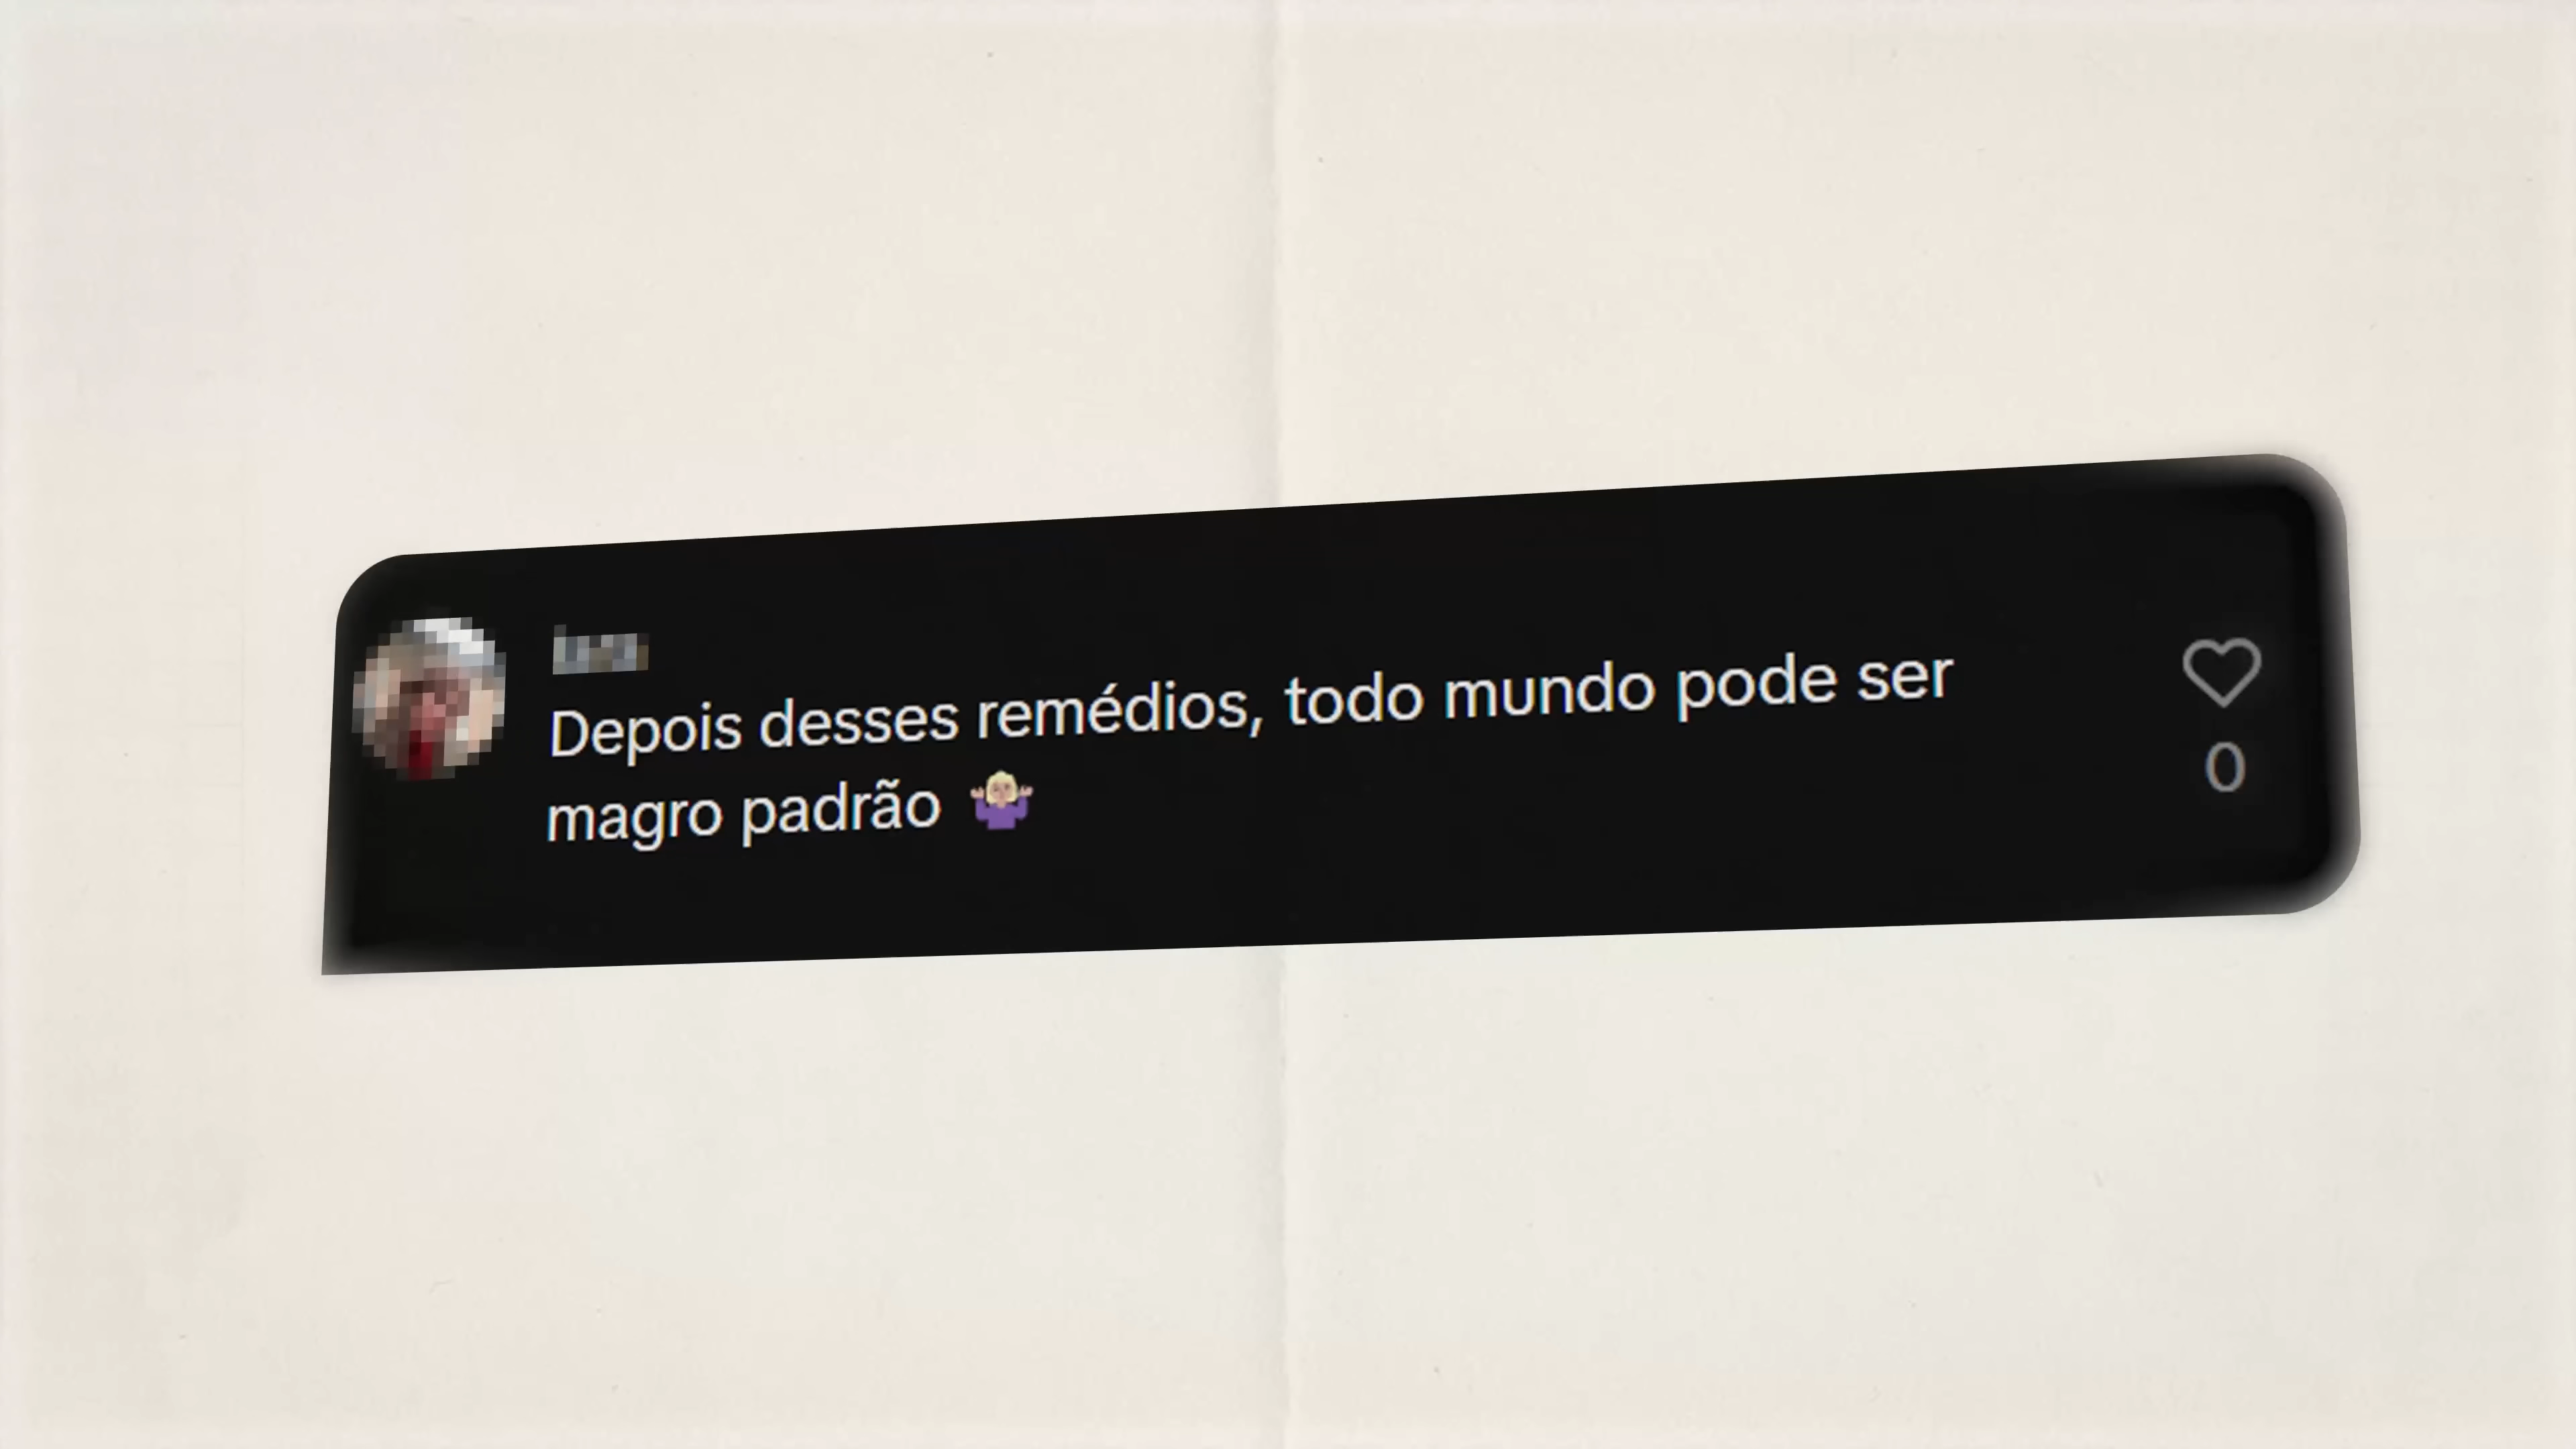 Depois desses remédios, todo mundo pode ser
magro padrão 🤷🏼‍♀️
0